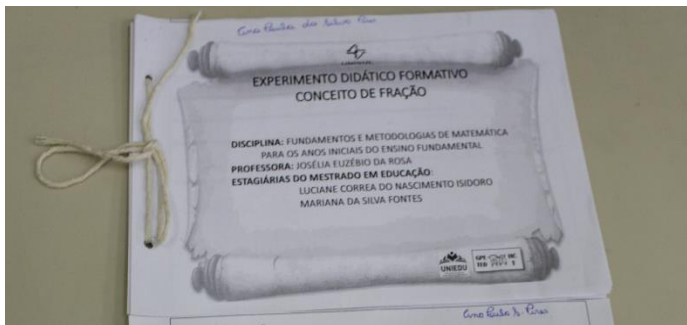 EXPERIMENTO DIDÁTICO FORMATIVO
CONCEITO DE FRAÇÃO
DISCIPLINA: FUNDAMENTOS E METODOLOGIAS DE MATEMÁTICA
PARA OS ANOS INICIAIS DO ENSINO FUNDAMENTAL
PROFESSORA: JOSÉLIA EUZÉBIO DA ROSA
ESTAGIÁRIAS DO MESTRADO EM EDUCAÇÃO:
LUCIANE CORREA DO NASCIMENTO ISIDORO
MARIANA DA SILVA FONTES
UNIEDU